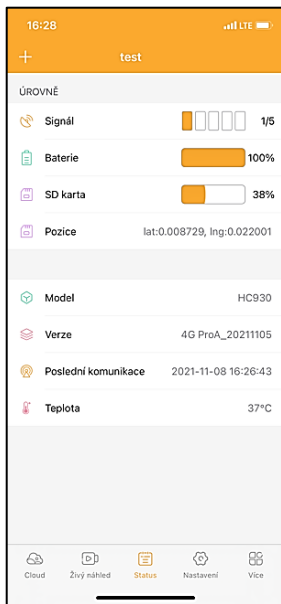 16:28 LTE
+ test
ÚROVNĚ
Signál 1/5
Baterie 100%
SD karta 38%
Pozice lat:0.008729, lng:0.022001
Model HC930
Verze 4G ProA_20211105
Poslední komunikace 2021-11-08 16:26:43
Teplota 37°C
Cloud Živý náhled Status Nastavení Více